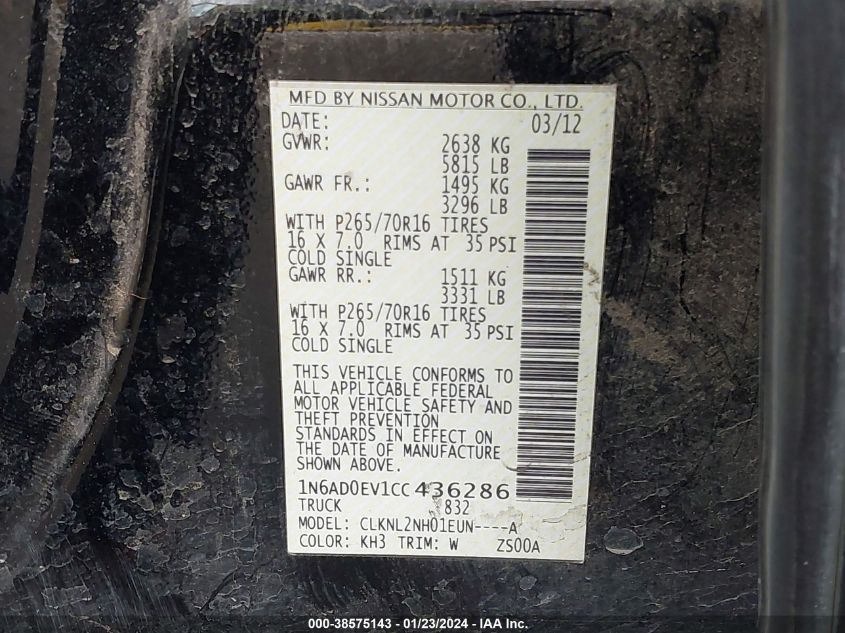 MFD BY NISSAN MOTOR CO., LTD.
DATE: 03/12
GVWR: 2638 KG
5815 LB
GAWR FR.: 1495 KG
3296 LB
WITH P265/70R16 TIRES
16 X 7.0 RIMS AT 35 PSI
COLD SINGLE
GAWR RR.: 1511 KG
3331 LB
WITH P265/70R16 TIRES
16 X 7.0 RIMS AT 35 PSI
COLD SINGLE
THIS VEHICLE CONFORMS TO
ALL APPLICABLE FEDERAL
MOTOR VEHICLE SAFETY AND
THEFT PREVENTION
STANDARDS IN EFFECT ON
THE DATE OF MANUFACTURE
SHOWN ABOVE.
1N6AD0EV1CC436286
TRUCK 832
MODEL: CLKNL2NH01EUN----A
COLOR: KH3 TRIM: W ZS00A
000-38575143 - 01/23/2024 - IAA Inc.